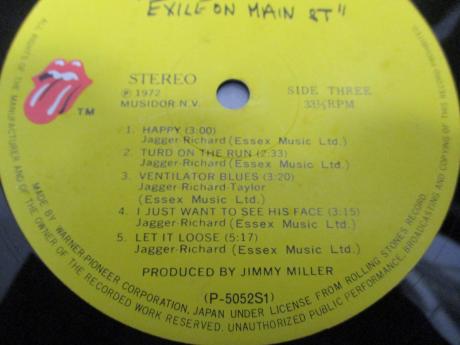 "EXILE ON MAIN ST"
STEREO
℗ 1972
MUSIDOR N.V.
SIDE THREE
33⅓RPM
TM
1. HAPPY (3:00)
Jagger-Richard (Essex Music Ltd.)
2. TURD ON THE RUN (2:33)
Jagger-Richard (Essex Music Ltd.)
3. VENTILATOR BLUES (3:20)
Jagger-Richard-Taylor
(Essex Music Ltd.)
4. I JUST WANT TO SEE HIS FACE (3:15)
Jagger-Richard (Essex Music Ltd.)
5. LET IT LOOSE (5:17)
Jagger-Richard (Essex Music Ltd.)
PRODUCED BY JIMMY MILLER
(P-5052S1)
MADE BY WARNER-PIONEER CORPORATION, JAPAN UNDER LICENSE FROM ROLLING STONES RECORD.
ALL RIGHTS OF THE MANUFACTURER AND OF THE OWNER OF THE RECORDED WORK RESERVED. UNAUTHORIZED PUBLIC PERFORMANCE, BROADCASTING AND COPYING OF THIS RECORD PROHIBITED